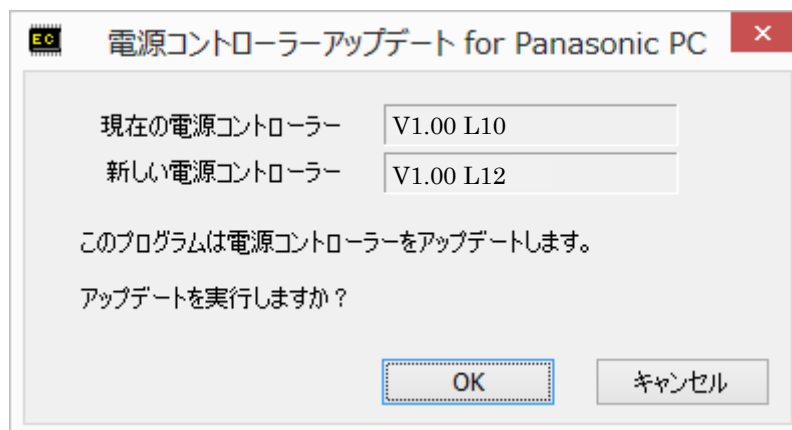 EC 電源コントローラーアップデート for Panasonic PC ×
現在の電源コントローラー V1.00 L10
新しい電源コントローラー V1.00 L12
このプログラムは電源コントローラーをアップデートします。
アップデートを実行しますか?
OK キャンセル